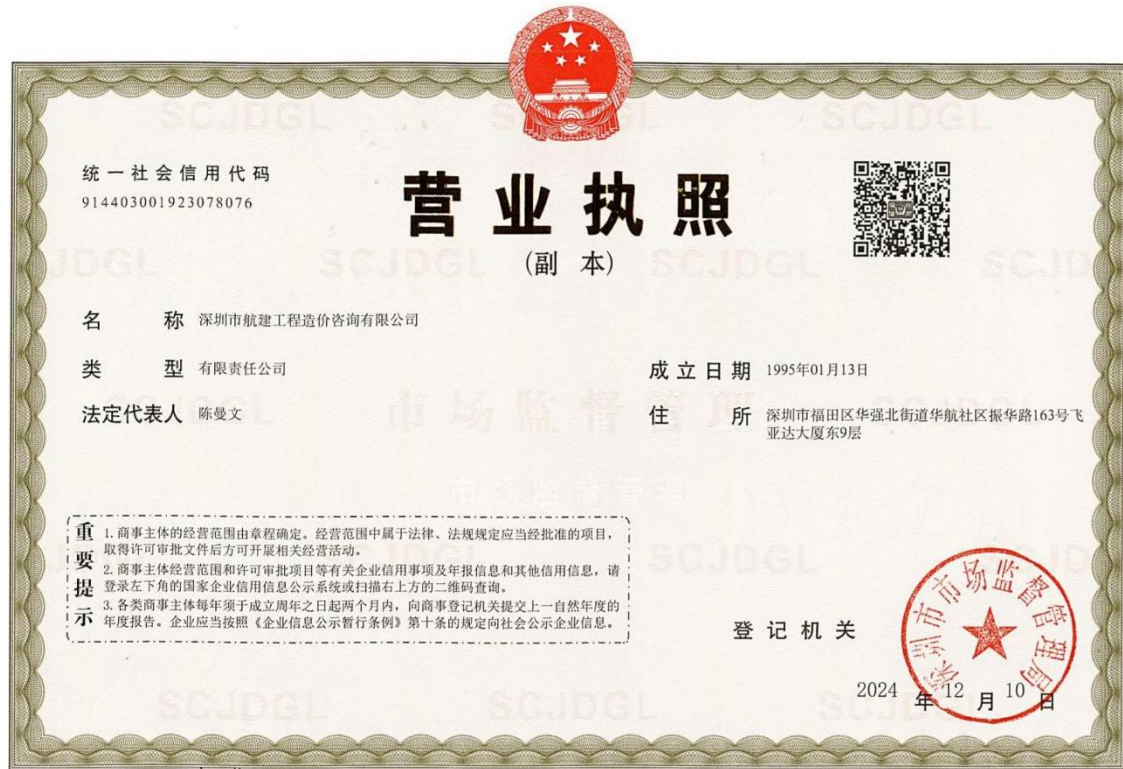 统一社会信用代码
914403001923078076
营业执照
(副 本)
名 称 深圳市航建工程造价咨询有限公司
类 型 有限责任公司
法定代表人 陈曼文
成立日期 1995年01月13日
住 所 深圳市福田区华强北街道华航社区振华路163号飞
亚达大厦东9层
重要提示
1. 商事主体的经营范围由章程确定。经营范围中属于法律、法规规定应当经批准的项目，
取得许可审批文件后方可开展相关经营活动。
2. 商事主体经营范围和许可审批项目等有关企业信用事项及年报信息和其他信用信息，请
登录左下角的国家企业信用信息公示系统或扫描右上方的二维码查询。
3. 各类商事主体每年须于成立周年之日起两个月内，向商事登记机关提交上一自然年度的
年度报告。企业应当按照《企业信息公示暂行条例》第十条的规定向社会公示企业信息。
登记机关
深圳市市场监督管理局
2024 年 12 月 10 日
SCJDGL
市场监督管理